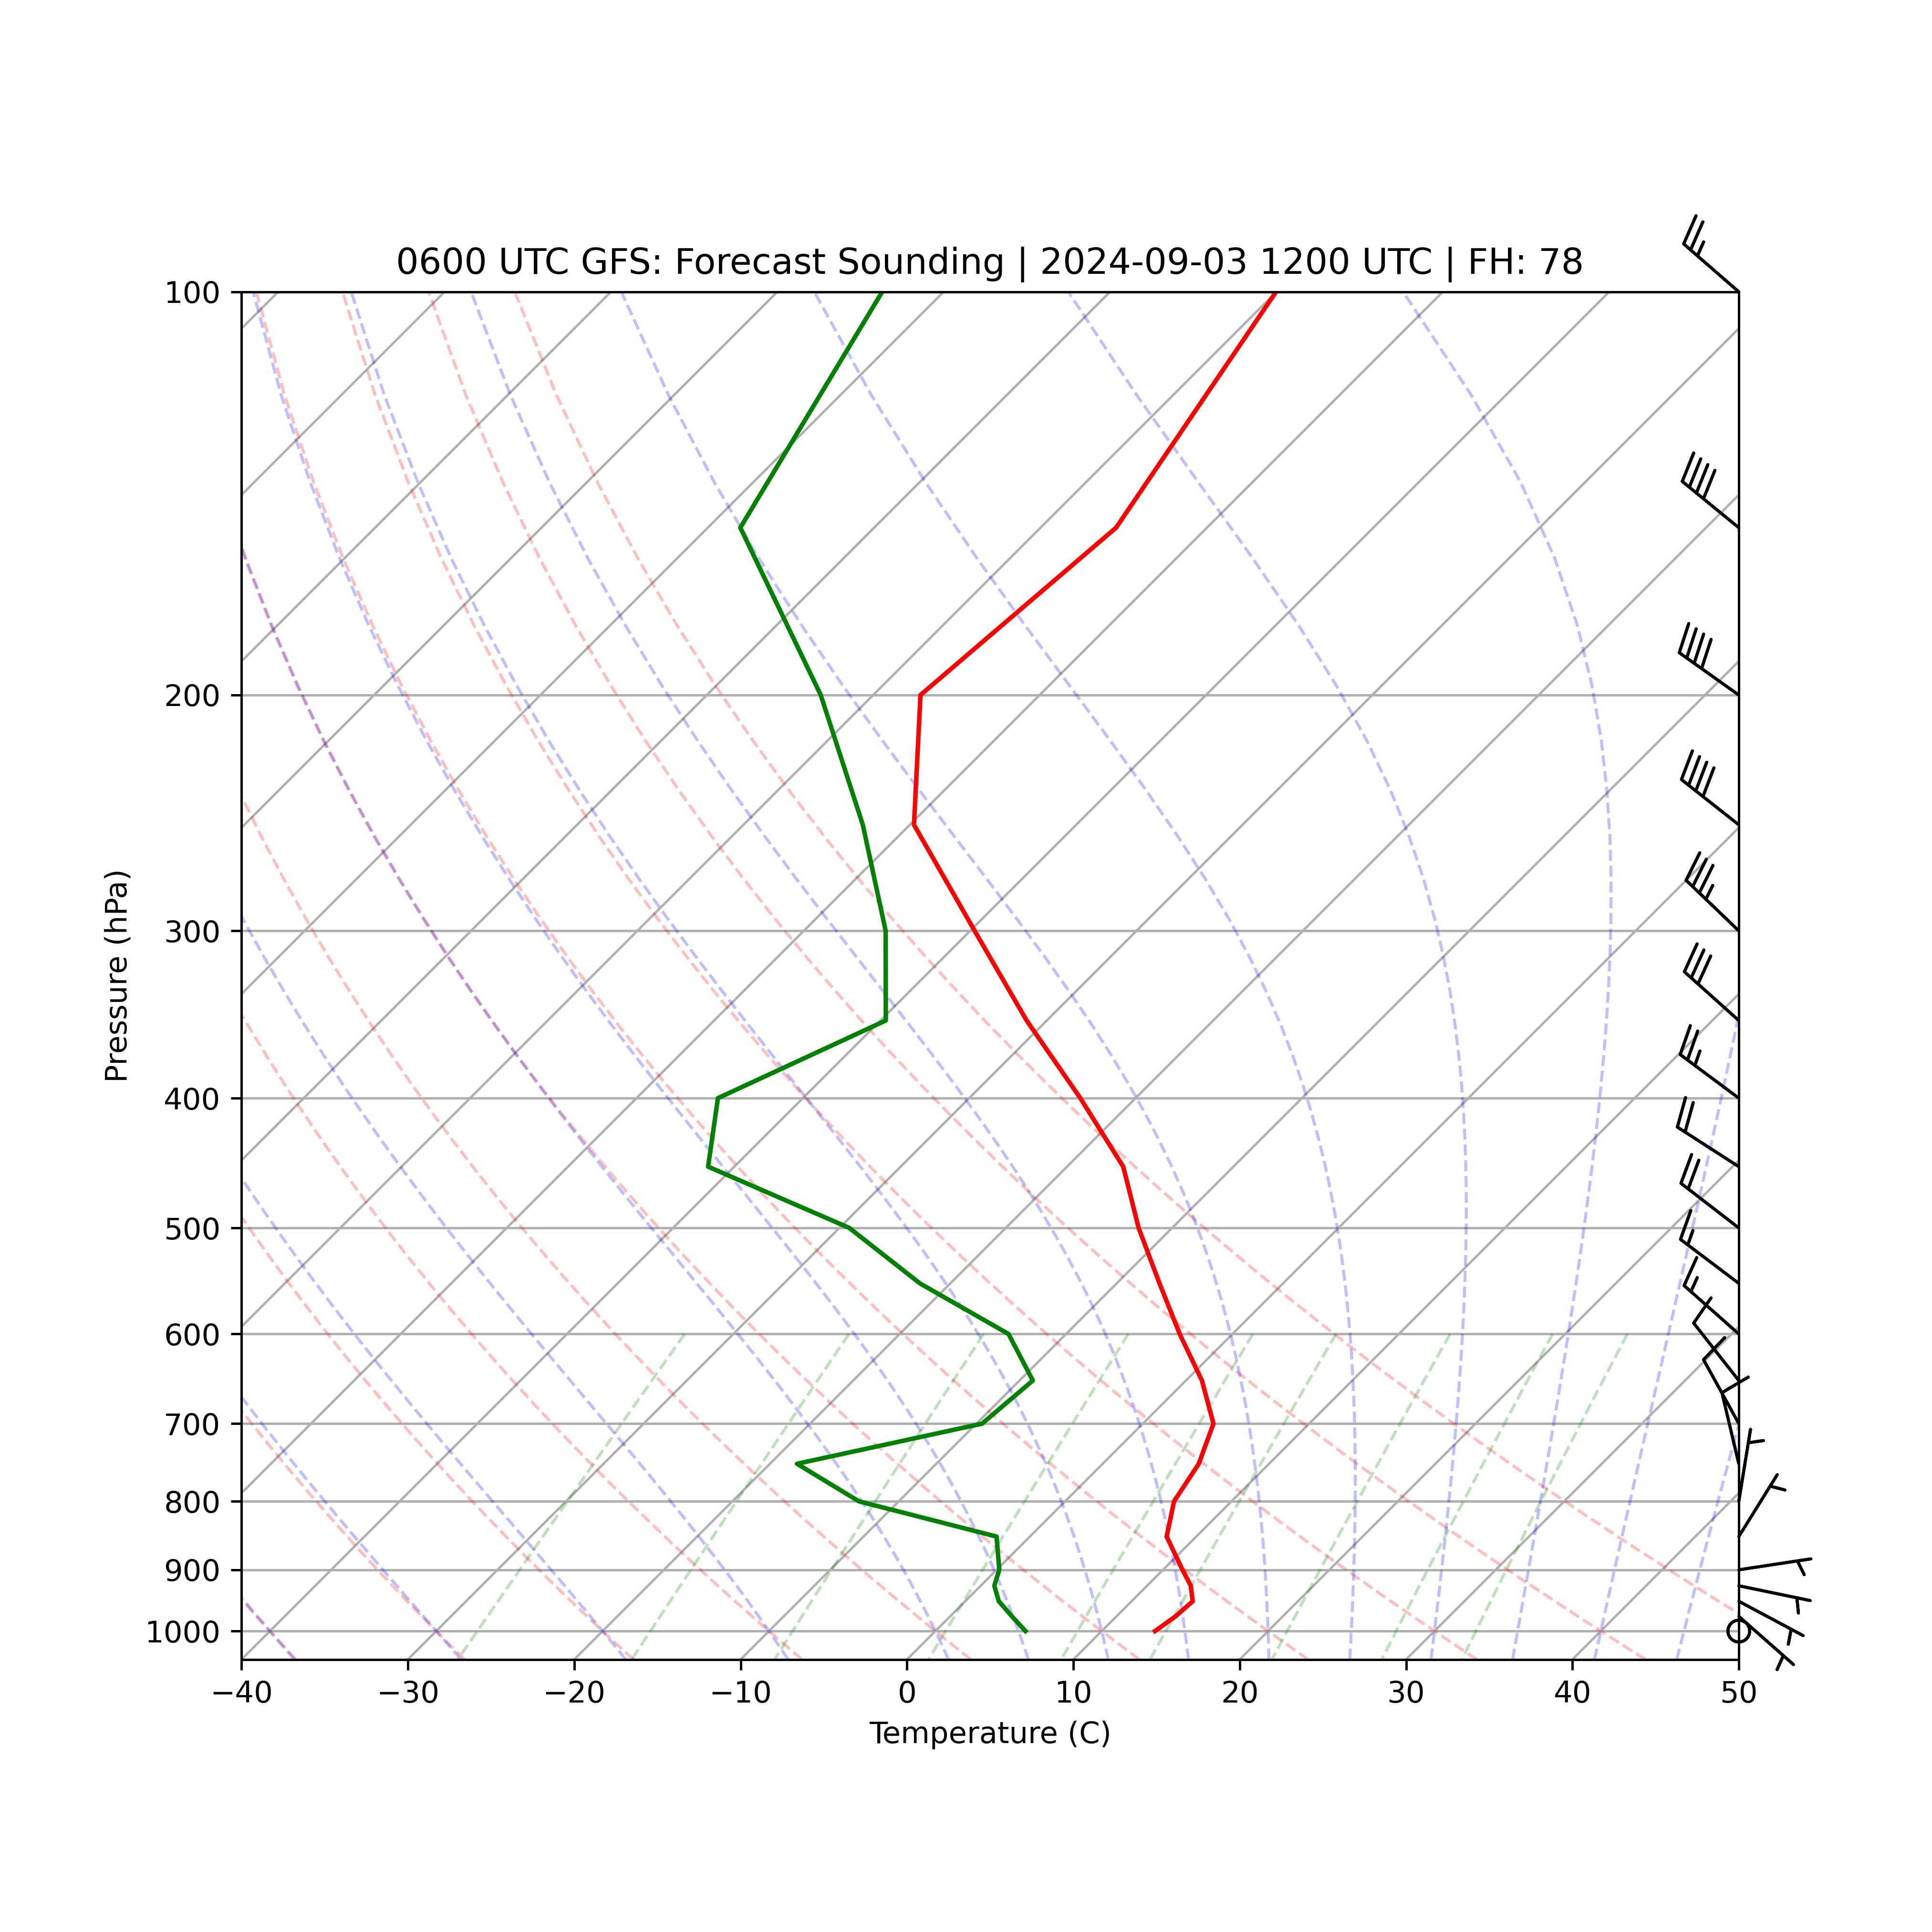 0600 UTC GFS: Forecast Sounding | 2024-09-03 1200 UTC | FH: 78
100
200
300
400
500
600
700
800
900
1000
Pressure (hPa)
−40 −30 −20 −10 0 10 20 30 40 50
Temperature (C)